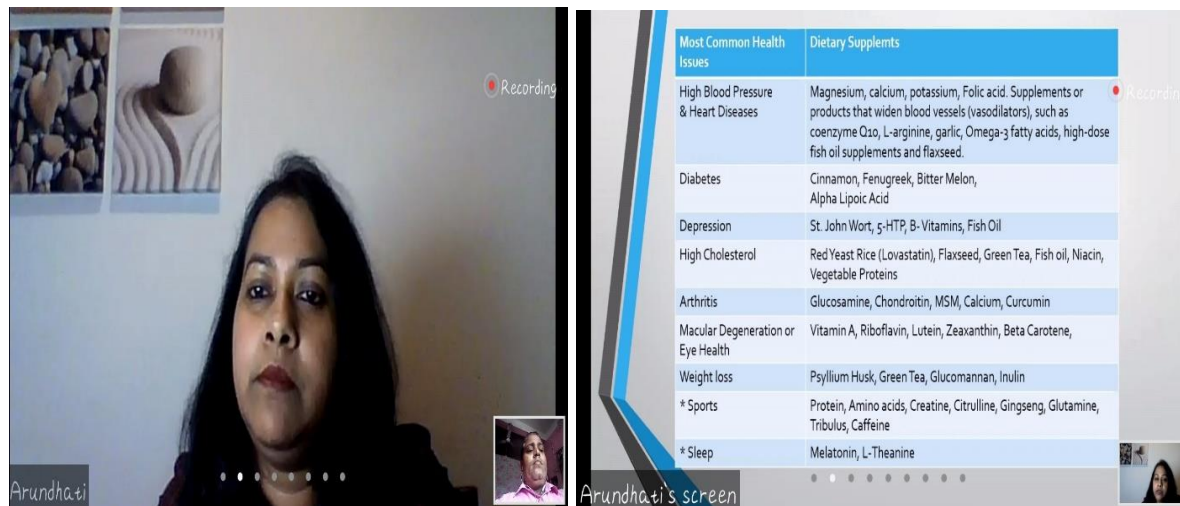 Recording
Arundhati
Most Common Health
Issues
Dietary Supplemnts
High Blood Pressure
& Heart Diseases
Magnesium, calcium, potassium, Folic acid. Supplements or
products that widen blood vessels (vasodilators), such as
coenzyme Q10, L-arginine, garlic, Omega-3 fatty acids, high-dose
fish oil supplements and flaxseed.
Diabetes
Cinnamon, Fenugreek, Bitter Melon,
Alpha Lipoic Acid
Depression
St. John Wort, 5-HTP, B- Vitamins, Fish Oil
High Cholesterol
Red Yeast Rice (Lovastatin), Flaxseed, Green Tea, Fish oil, Niacin,
Vegetable Proteins
Arthritis
Glucosamine, Chondroitin, MSM, Calcium, Curcumin
Macular Degeneration or
Eye Health
Vitamin A, Riboflavin, Lutein, Zeaxanthin, Beta Carotene,
Weight loss
Psyllium Husk, Green Tea, Glucomannan, Inulin
* Sports
Protein, Amino acids, Creatine, Citrulline, Gingseng, Glutamine,
Tribulus, Caffeine
* Sleep
Melatonin, L-Theanine
Recordin
Arundhati's screen